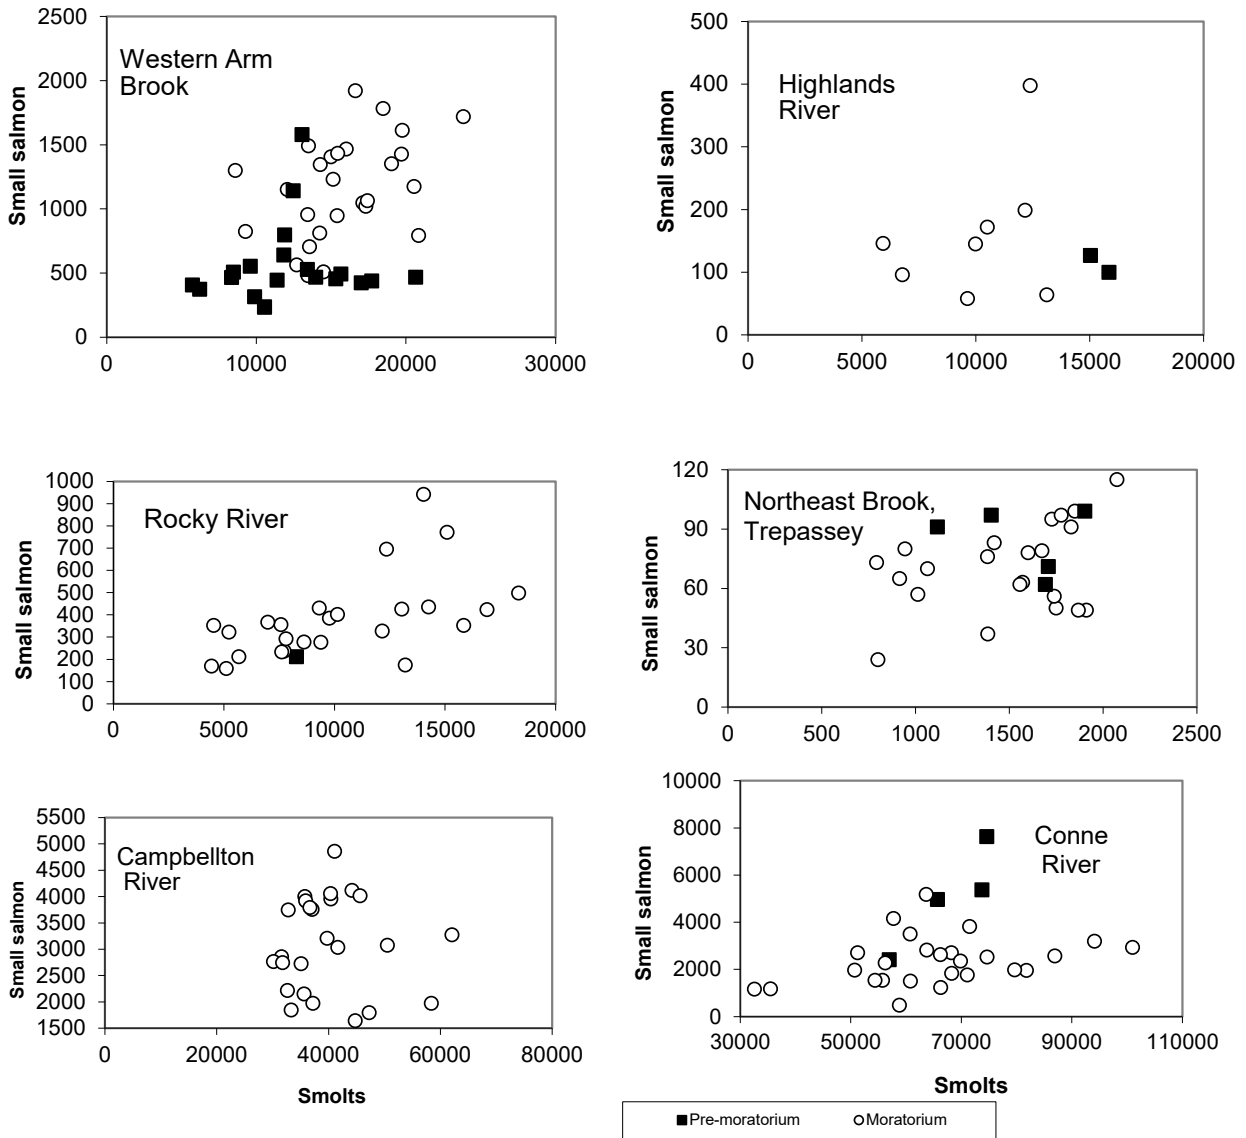 2500
2000
1500
1000
500
0
Small salmon
Western Arm
Brook
0 10000 20000 30000
500
400
300
200
100
0
Small salmon
Highlands
River
0 5000 10000 15000 20000
1000
900
800
700
600
500
400
300
200
100
0
Small salmon
Rocky River
0 5000 10000 15000 20000
120
90
60
30
0
Small salmon
Northeast Brook,
Trepassey
0 500 1000 1500 2000 2500
5500
5000
4500
4000
3500
3000
2500
2000
1500
Small salmon
Campbellton
River
0 20000 40000 60000 80000
Smolts
10000
8000
6000
4000
2000
0
Small salmon
Conne
River
30000 50000 70000 90000 110000
Smolts
Pre-moratorium Moratorium